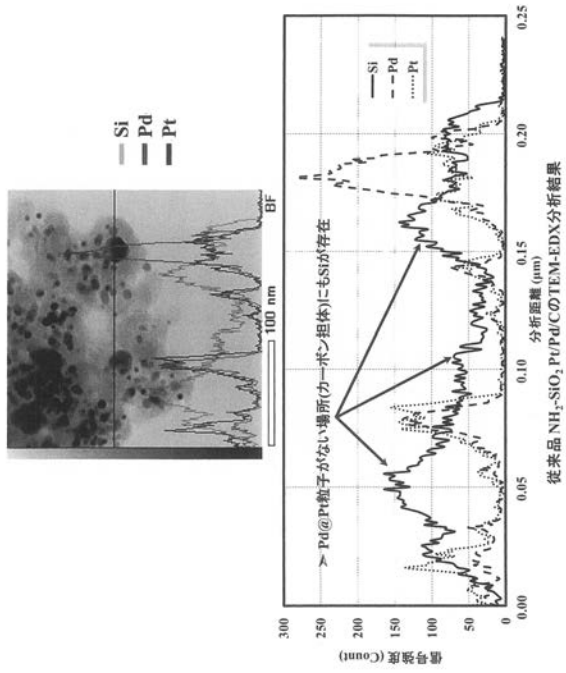 Si
Pd
Pt
100 nm
BF
➤ Pd@Pt粒子がない場所(カーボン担体)にもSiが存在
Si
Pd
Pt
300
250
200
150
100
50
0
信号強度 (Count)
0.00
0.05
0.10
0.15
0.20
0.25
分析距離 (μm)
従来品 NH2-SiO2 Pt/Pd/CのTEM-EDX分析結果